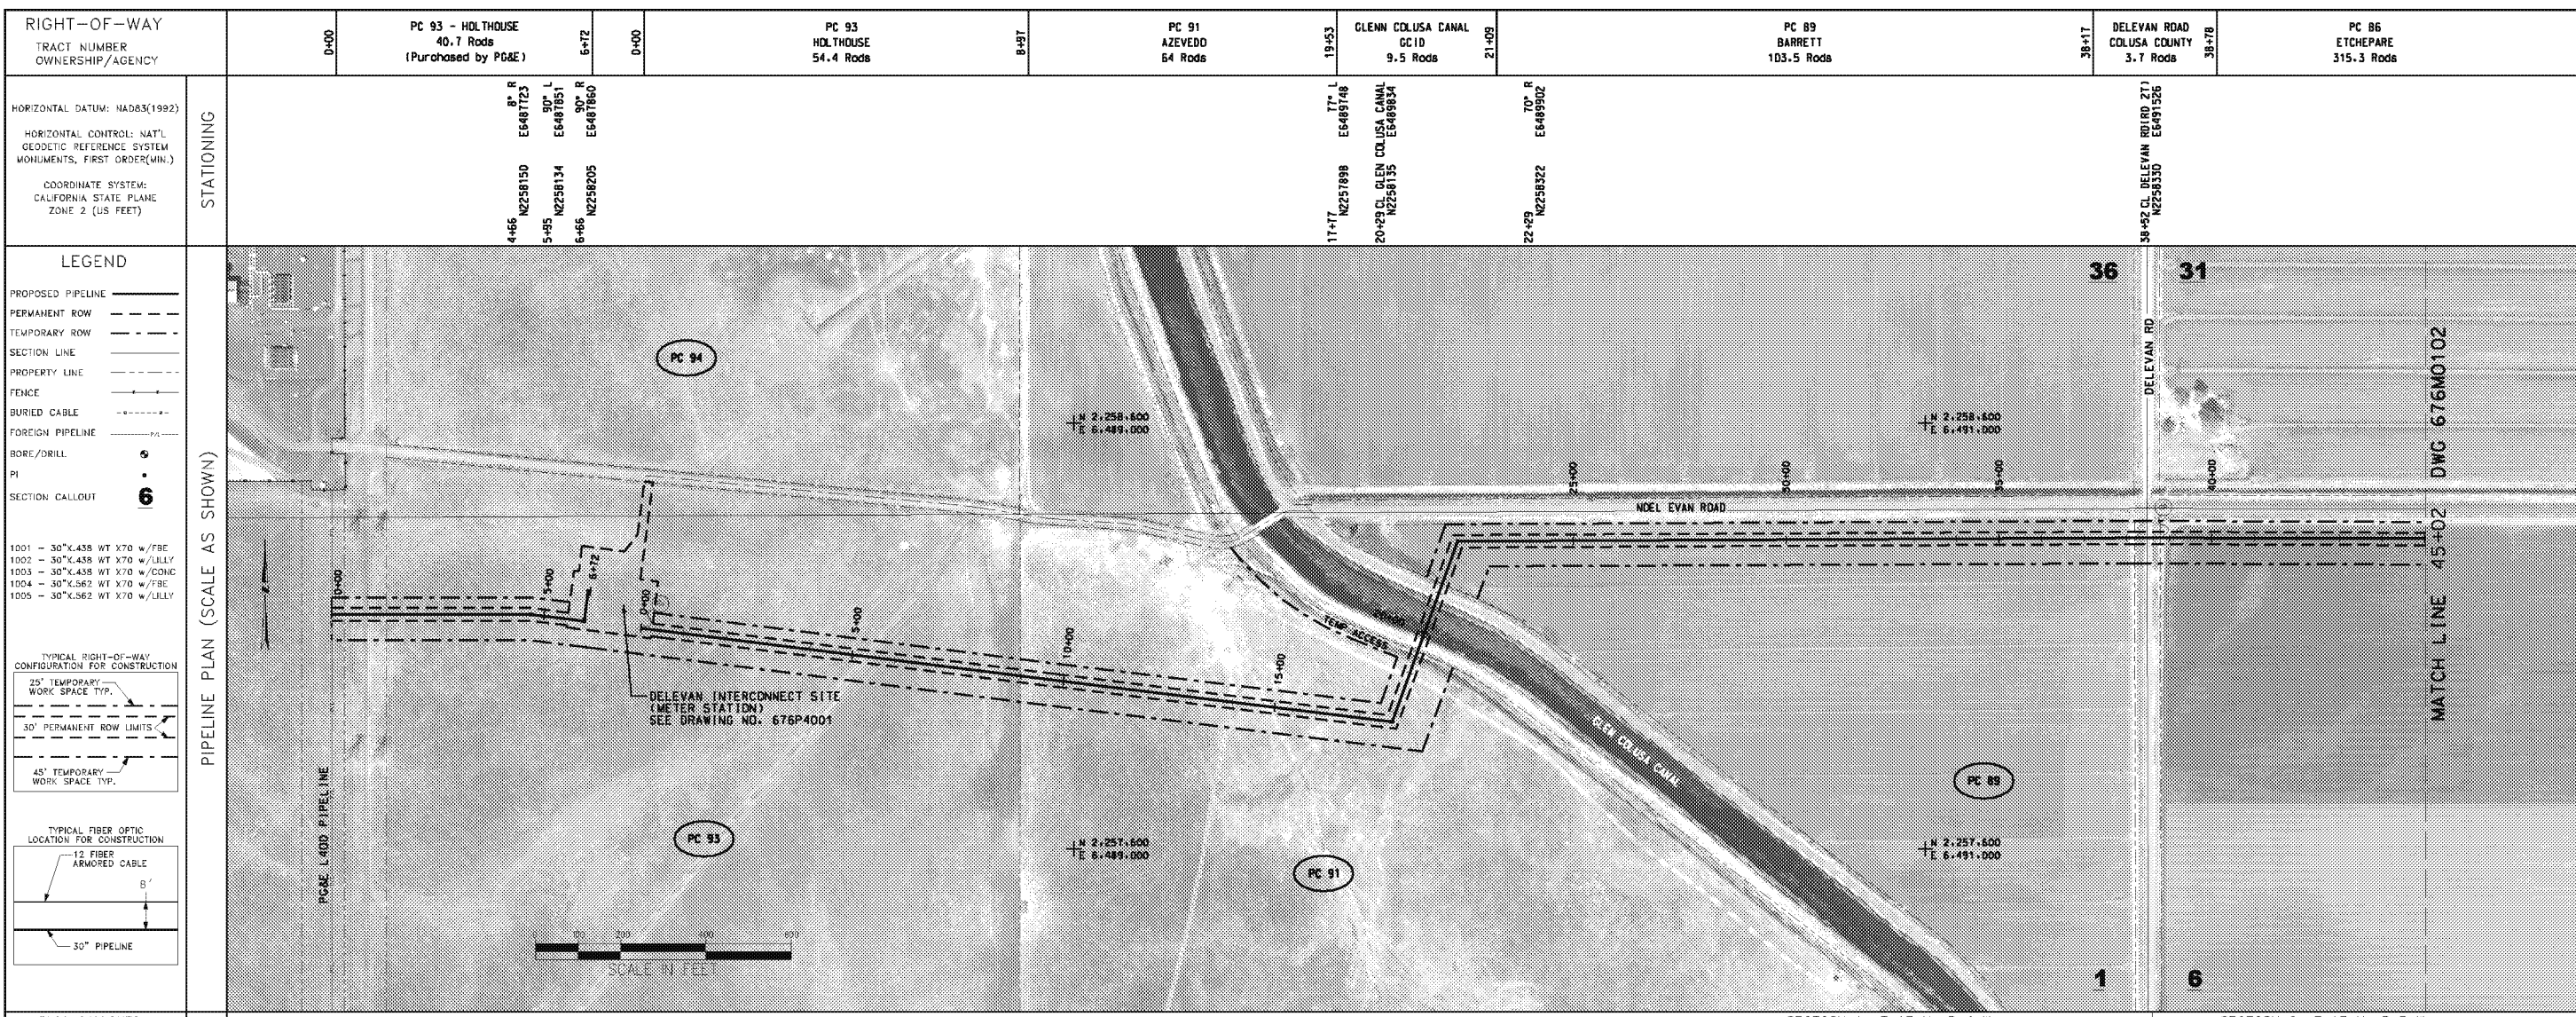 RIGHT-OF-WAY
TRACT NUMBER
OWNERSHIP/AGENCY
0+00
PC 93 - HOLTHOUSE
40.7 Rods
(Purchased by PG&E)
6+72
0+00
PC 93
HOLTHOUSE
54.4 Rods
8+97
PC 91
AZEVEDO
64 Rods
19+53
GLENN COLUSA CANAL
GCID
9.5 Rods
21+09
PC 89
BARRETT
103.5 Rods
38+17
DELEVAN ROAD
COLUSA COUNTY
3.7 Rods
38+78
PC 86
ETCHEPARE
315.3 Rods
HORIZONTAL DATUM: NAD83(1992)
HORIZONTAL CONTROL: NAT'L
GEODETIC REFERENCE SYSTEM
MONUMENTS, FIRST ORDER(MIN.)
COORDINATE SYSTEM:
CALIFORNIA STATE PLANE
ZONE 2 (US FEET)
STATIONING
4+66 8° R
N2258150 E6487723
5+95 90° L
N2258134 E6487851
6+66 90° R
N2258205 E6487860
17+77 77° L
N2257898 E6489748
20+29 CL GLEN COLUSA CANAL
N2258135 E6489834
22+29 70° R
N2258322 E6489902
38+52 CL DELEVAN RD(RD 27)
N2258330 E6491526
LEGEND
PROPOSED PIPELINE
PERMANENT ROW
TEMPORARY ROW
SECTION LINE
PROPERTY LINE
FENCE
BURIED CABLE
FOREIGN PIPELINE
P/L
BORE/DRILL
PI
SECTION CALLOUT 6
1001 - 30"X.438 WT X70 w/FBE
1002 - 30"X.438 WT X70 w/LILLY
1003 - 30"X.438 WT X70 w/CONC
1004 - 30"X.562 WT X70 w/FBE
1005 - 30"X.562 WT X70 w/LILLY
TYPICAL RIGHT-OF-WAY
CONFIGURATION FOR CONSTRUCTION
25' TEMPORARY
WORK SPACE TYP.
30' PERMANENT ROW LIMITS
45' TEMPORARY
WORK SPACE TYP.
TYPICAL FIBER OPTIC
LOCATION FOR CONSTRUCTION
12 FIBER
ARMORED CABLE
8'
30" PIPELINE
PIPELINE PLAN (SCALE AS SHOWN)
36
31
PC 94
N 2,258,600
E 6,489,000
N 2,258,600
E 6,491,000
DELEVAN RD
25+00
30+00
35+00
40+00
NOEL EVAN ROAD
0+00
5+00
6+72
0+00
5+00
10+00
15+00
20+00
TEMP ACCESS
DELEVAN INTERCONNECT SITE
(METER STATION)
SEE DRAWING NO. 676P4001
GLEN COLUSA CANAL
MATCH LINE 45+02 DWG 676M0102
PC 89
PG&E L400 PIPELINE
PC 93
N 2,257,600
E 6,489,000
PC 91
N 2,257,600
E 6,491,000
0 100 200 400 600
SCALE IN FEET
1
6